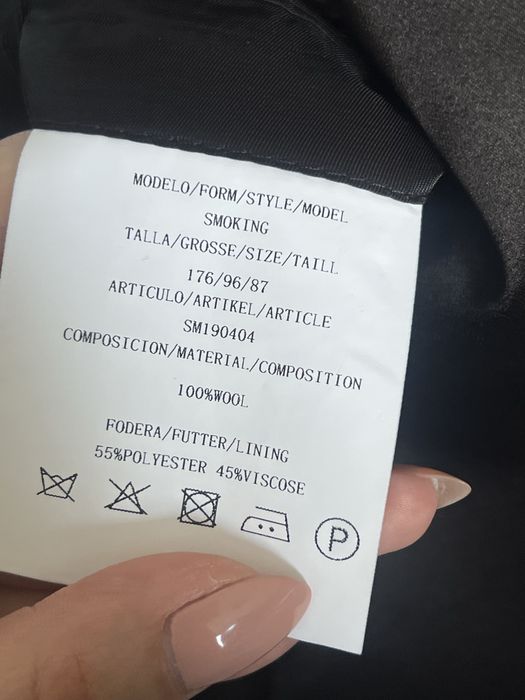 MODELO/FORM/STYLE/MODEL
SMOKING
TALLA/GROSSE/SIZE/TAILL
176/96/87
ARTICULO/ARTIKEL/ARTICLE
SM190404
COMPOSICION/MATERIAL/COMPOSITION
100%WOOL
FODERA/FUTTER/LINING
55%POLYESTER 45%VISCOSE
P